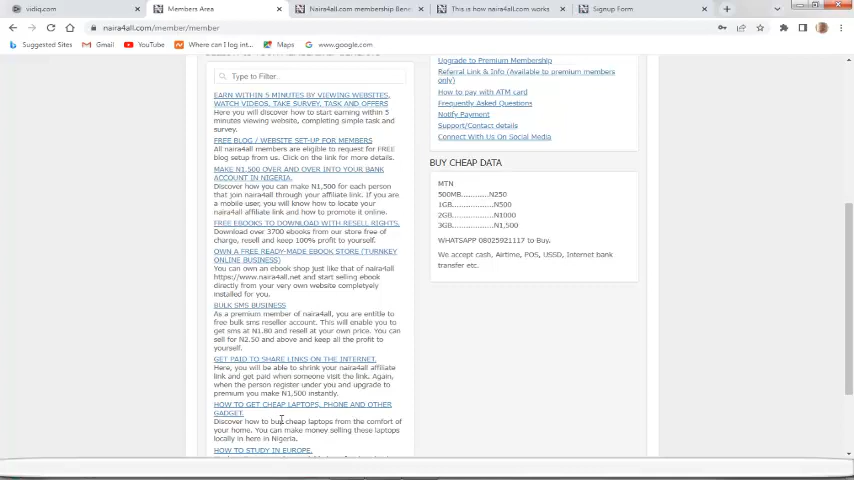 vidiq.com
Members Area
Naira4all.com membership Bene
This is how naira4all.com works
Signup Form
naira4all.com/member/member
Suggested Sites
Gmail
YouTube
Where can I log int...
Maps
www.google.com
Type to Filter..
EARN WITHIN 5 MINUTES BY VIEWING WEBSITES,
WATCH VIDEOS, TAKE SURVEY, TASK AND OFFERS
Here you will discover how to start earning within 5
minutes viewing website, completing simple task and
survey.
FREE BLOG / WEBSITE SET-UP FOR MEMBERS
All naira4all members are eligible to request for FREE
blog setup from us. Click on the link for more details.
MAKE N1,500 OVER AND OVER INTO YOUR BANK
ACCOUNT IN NIGERIA.
Discover how you can make N1,500 for each person
that join naira4all through your affiliate link. If you are
a mobile user, you will know how to locate your
naira4all affiliate link and how to promote it online.
FREE EBOOKS TO DOWNLOAD WITH RESELL RIGHTS.
Download over 3700 ebooks from our store free of
charge, resell and keep 100% profit to yourself.
OWN A FREE READY-MADE EBOOK STORE (TURNKEY
ONLINE BUSINESS)
You can own an ebook shop just like that of naira4all
https://www.naira4all.net and start selling ebook
directly from your own website completyely
installed for you.
BULK SMS BUSINESS
As a premium member of naira4all, you are entitle to
free bulk sms reseller account. This will enable you to
get sms at N1.80 and resell at your own price. You can
sell for N2.50 and above and keep all the profit to
yourself.
GET PAID TO SHARE LINKS ON THE INTERNET.
Here, you will be able to shrink your naira4all affiliate
link and get paid when someone visit the link. Again,
when the person register under you and upgrade to
premium you make N1,500 instantly.
HOW TO GET CHEAP LAPTOPS, PHONE AND OTHER
GADGET.
Discover how to buy cheap laptops from the comfort of
your home. You can make money selling these laptops
locally in here in Nigeria.
HOW TO STUDY IN EUROPE.
Upgrade to Premium Membership
Referral Link & Info (Available to premium members
only)
How to pay with ATM card
Frequently Asked Questions
Notify Payment
Support/Contact details
Connect With Us On Social Media
BUY CHEAP DATA
MTN
500MB...........N250
1GB...............N500
2GB...............N1000
3GB...............N1,500
WHATSAPP 08025921117 to Buy.
We accept cash, Airtime, POS, USSD, Internet bank
transfer etc.